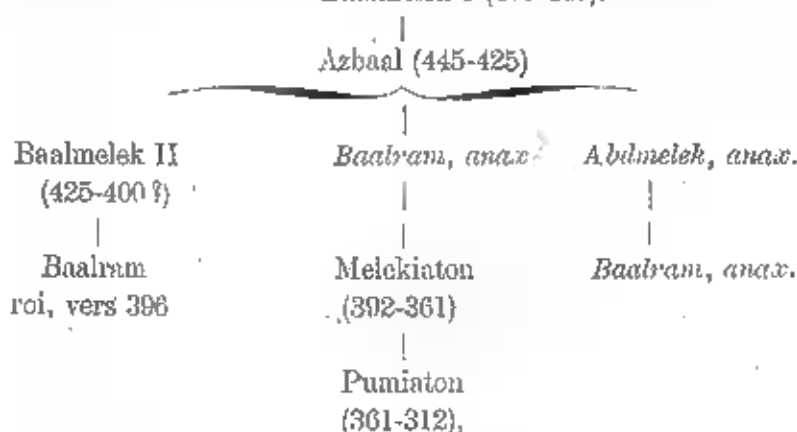 Azbaal (445-425)
Baalmelek II Baalram, anax? Abdmelek, anax.
(425-400 ?)
Baalram Melekiaton Baalram, anax.
roi, vers 396 (392-361)
Pumiaton
(361-312),